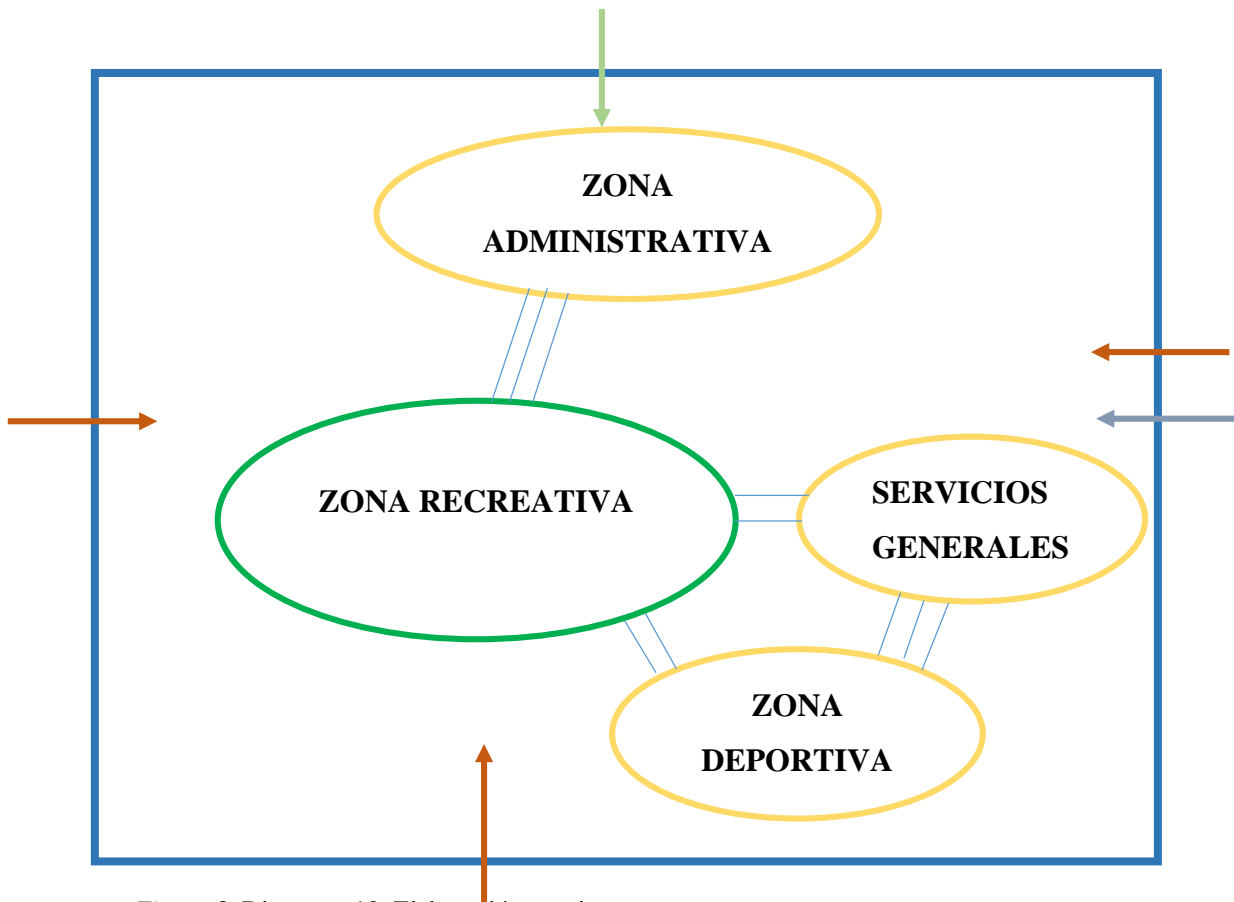 ZONA
ADMINISTRATIVA
ZONA RECREATIVA
SERVICIOS
GENERALES
ZONA
DEPORTIVA